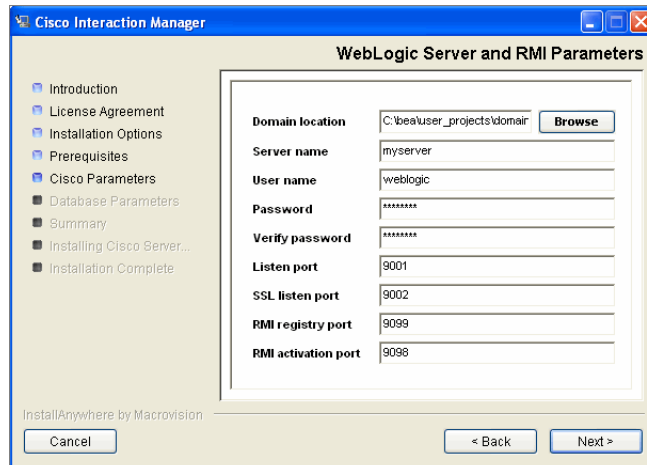 Cisco Interaction Manager
WebLogic Server and RMI Parameters
Introduction
License Agreement
Installation Options
Prerequisites
Cisco Parameters
Database Parameters
Summary
Installing Cisco Server...
Installation Complete
Domain location C:\bea\user_projects\domain Browse
Server name myserver
User name weblogic
Password ********
Verify password ********
Listen port 9001
SSL listen port 9002
RMI registry port 9099
RMI activation port 9098
InstallAnywhere by Macrovision
Cancel < Back Next >